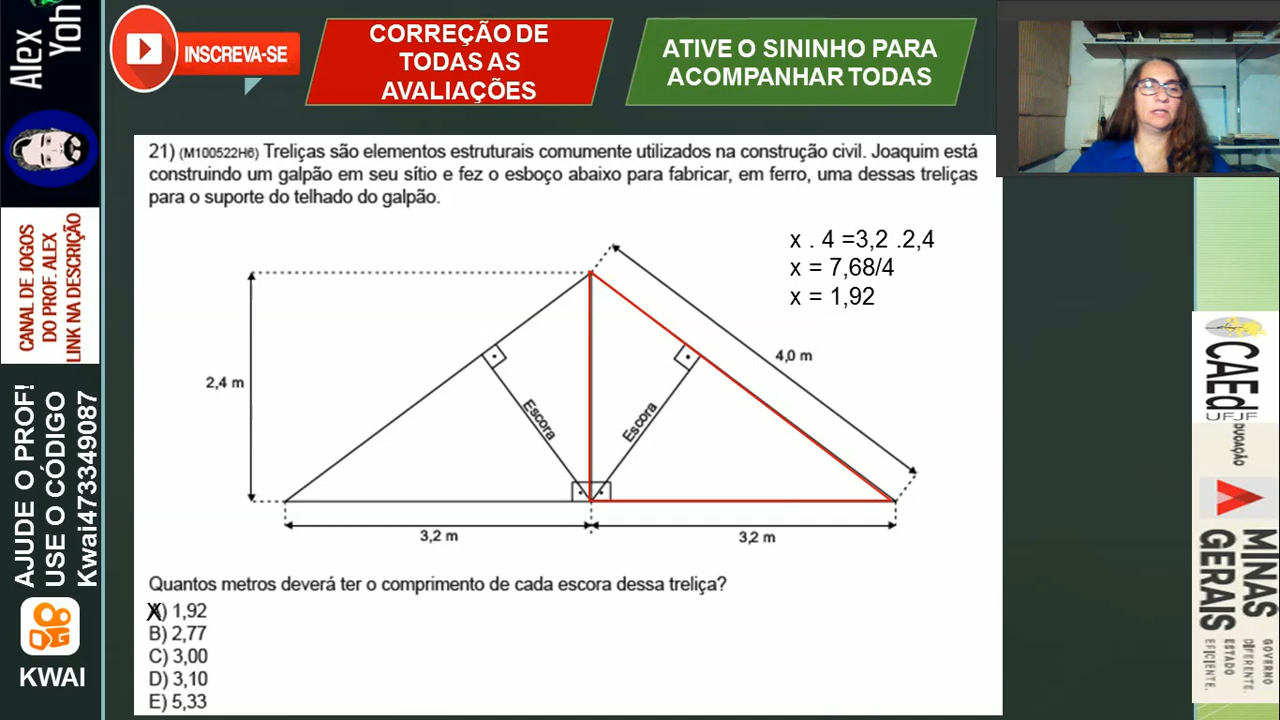 Alex
Yoh
INSCREVA-SE
CORREÇÃO DE
TODAS AS
AVALIAÇÕES
ATIVE O SININHO PARA
ACOMPANHAR TODAS
CANAL DE JOGOS
DO PROF. ALEX
LINK NA DESCRIÇÃO
AJUDE O PROF!
USE O CÓDIGO
Kwai473349087
KWAI
21) (M100522H6) Treliças são elementos estruturais comumente utilizados na construção civil. Joaquim está
construindo um galpão em seu sítio e fez o esboço abaixo para fabricar, em ferro, uma dessas treliças
para o suporte do telhado do galpão.
x . 4 =3,2 .2,4
x = 7,68/4
x = 1,92
4,0 m
2,4 m
Escora
Escora
3,2 m
3,2 m
Quantos metros deverá ter o comprimento de cada escora dessa treliça?
X) 1,92
B) 2,77
C) 3,00
D) 3,10
E) 5,33
CAEd
UFJF
DUCAÇÃO
MINAS
GERAIS
GOVERNO
DIFERENTE.
ESTADO
EFICIENTE.